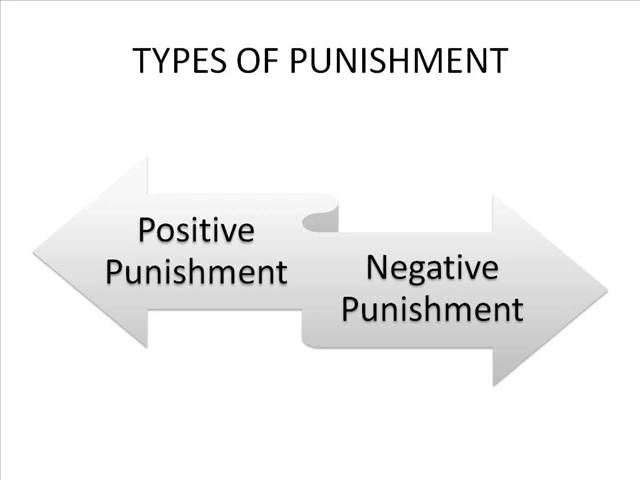 TYPES OF PUNISHMENT
Positive
Punishment
Negative
Punishment